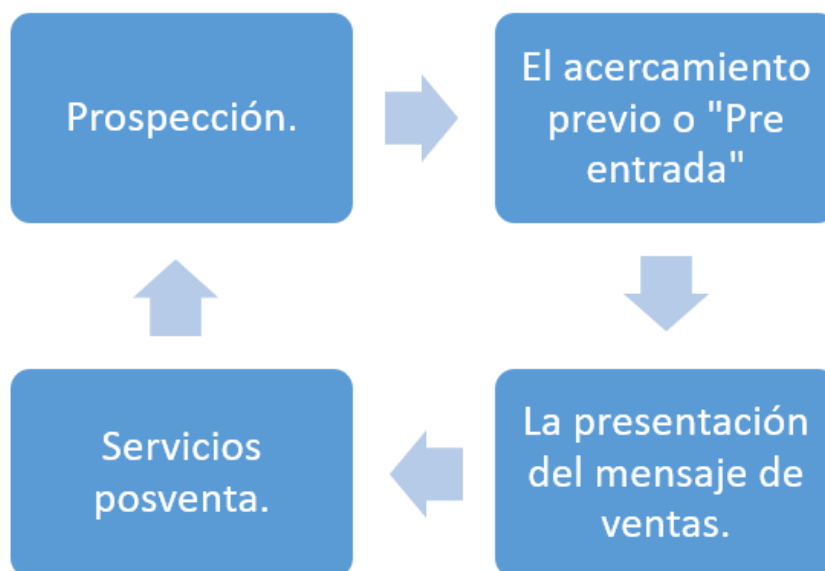 Prospección.
El acercamiento
previo o "Pre
entrada"
La presentación
del mensaje de
ventas.
Servicios
posventa.